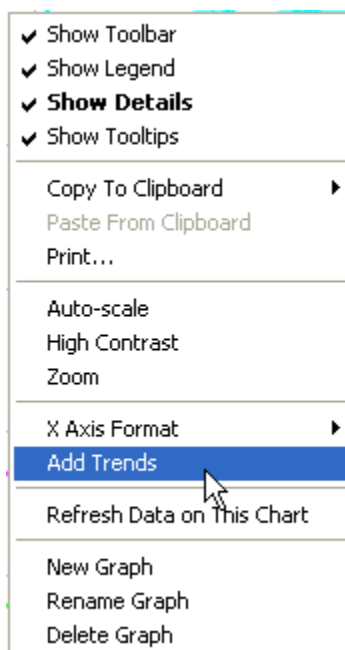 Show Toolbar
Show Legend
Show Details
Show Tooltips
Copy To Clipboard
Paste From Clipboard
Print...
Auto-scale
High Contrast
Zoom
X Axis Format
Add Trends
Refresh Data on This Chart
New Graph
Rename Graph
Delete Graph